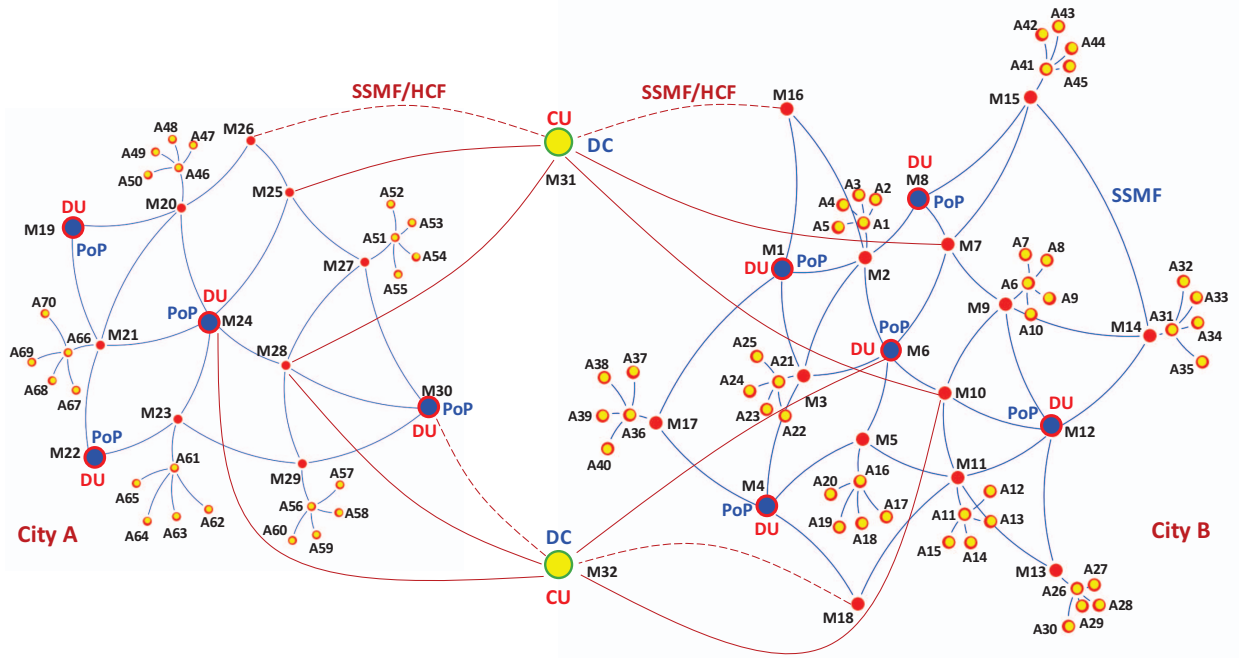 A43
A42
A44
A41
A45
M15
SSMF/HCF
SSMF/HCF
M16
CU
DC
M31
M26
A48
A47
A49
A50
A46
M20
M25
DU
M19
PoP
A52
A53
A51
A54
A55
M27
DU
M8
PoP
SSMF
A3
A2
A4
A5
A1
M7
M1
PoP
DU
M2
A7
A8
A6
A9
A10
M9
A32
A33
A31
A34
A35
M14
DU
PoP
M24
A70
A66
M21
A69
A68
A67
M28
PoP
DU
M6
A25
A21
A24
A23
A22
M3
A38
A37
A39
A36
A40
M17
M10
M30
PoP
DU
DU
PoP
M12
M23
PoP
M22
DU
A61
A65
A64
A63
A62
M29
A57
A56
A58
A60
A59
M5
M4
PoP
DU
A16
A20
A17
A19
A18
M11
A12
A11
A13
A15
A14
City A
City B
DC
M32
CU
M13
A27
A26
A28
A29
A30
M18